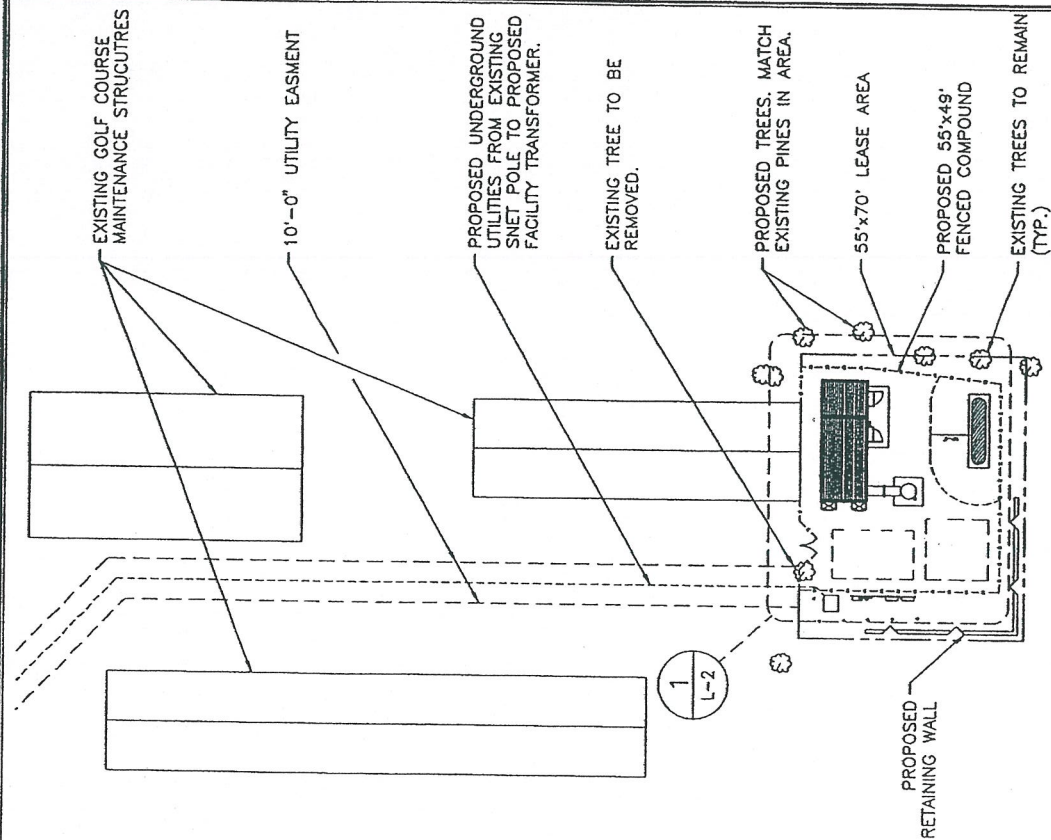 EXISTING GOLF COURSE
MAINTENANCE STRUCUTRES
10'-0" UTILITY EASMENT
PROPOSED UNDERGROUND
UTILITIES FROM EXISTING
SNET POLE TO PROPOSED
FACILITY TRANSFORMER.
EXISTING TREE TO BE
REMOVED.
PROPOSED TREES. MATCH
EXISTING PINES IN AREA.
55'x70' LEASE AREA
PROPOSED 55'x49'
FENCED COMPOUND
EXISTING TREES TO REMAIN
(TYP.)
1
L-2
PROPOSED
RETAINING WALL